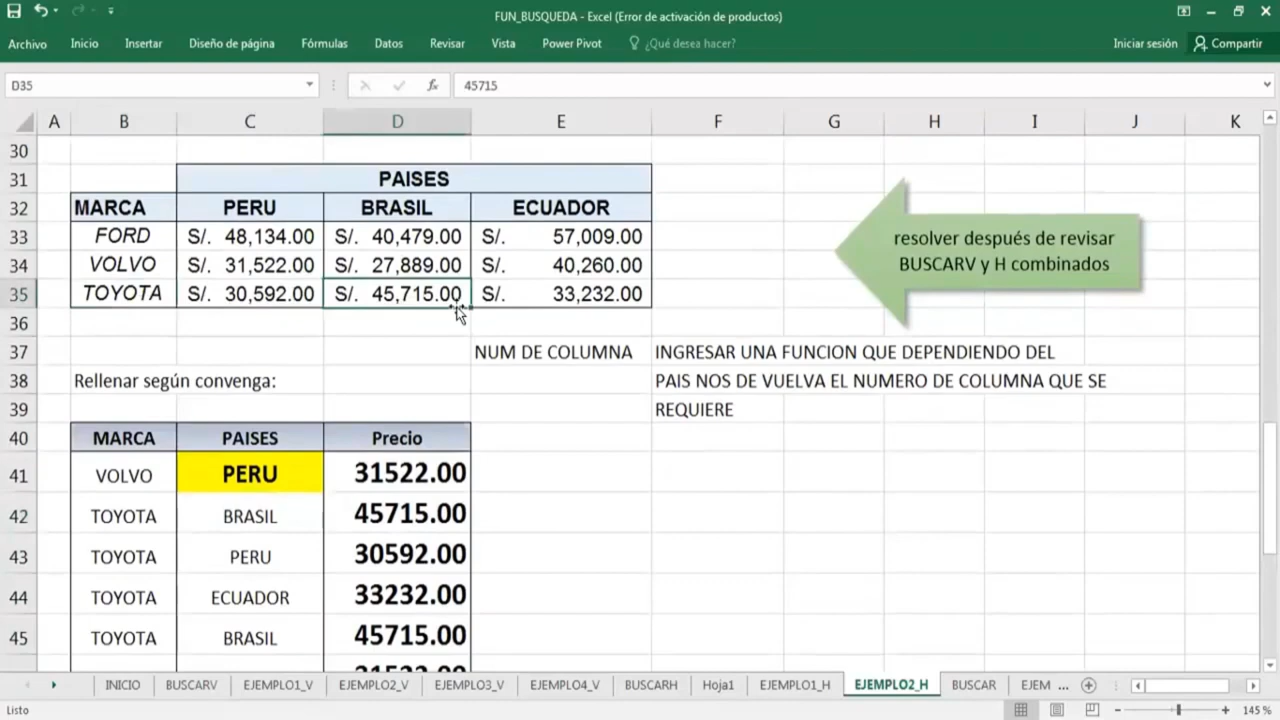 FUN_BUSQUEDA - Excel (Error de activación de productos)
Archivo Inicio Insertar Diseño de página Fórmulas Datos Revisar Vista Power Pivot ¿Qué desea hacer? Iniciar sesión Compartir
D35 fx 45715
A B C D E F G H I J K
30
31 PAISES
32 MARCA PERU BRASIL ECUADOR
33 FORD S/. 48,134.00 S/. 40,479.00 S/. 57,009.00
34 VOLVO S/. 31,522.00 S/. 27,889.00 S/. 40,260.00
35 TOYOTA S/. 30,592.00 S/. 45,715.00 S/. 33,232.00
resolver después de revisar
BUSCARV y H combinados
36
37 NUM DE COLUMNA INGRESAR UNA FUNCION QUE DEPENDIENDO DEL
38 Rellenar según convenga: PAIS NOS DE VUELVA EL NUMERO DE COLUMNA QUE SE
39 REQUIERE
40 MARCA PAISES Precio
41 VOLVO PERU 31522.00
42 TOYOTA BRASIL 45715.00
43 TOYOTA PERU 30592.00
44 TOYOTA ECUADOR 33232.00
45 TOYOTA BRASIL 45715.00
INICIO BUSCARV EJEMPLO1_V EJEMPLO2_V EJEMPLO3_V EJEMPLO4_V BUSCARH Hoja1 EJEMPLO1_H EJEMPLO2_H BUSCAR EJEM ...
Listo 145 %